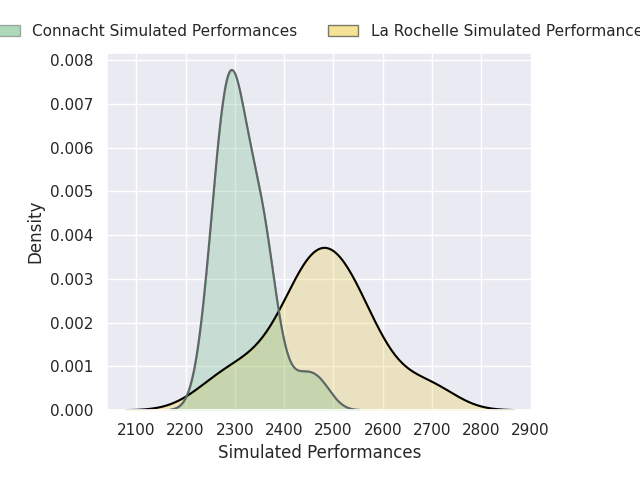 Connacht Simulated Performances
La Rochelle Simulated Performance
0.008
0.007
0.006
0.005
0.004
0.003
0.002
0.001
0.000
Density
2100 2200 2300 2400 2500 2600 2700 2800 2900
Simulated Performances